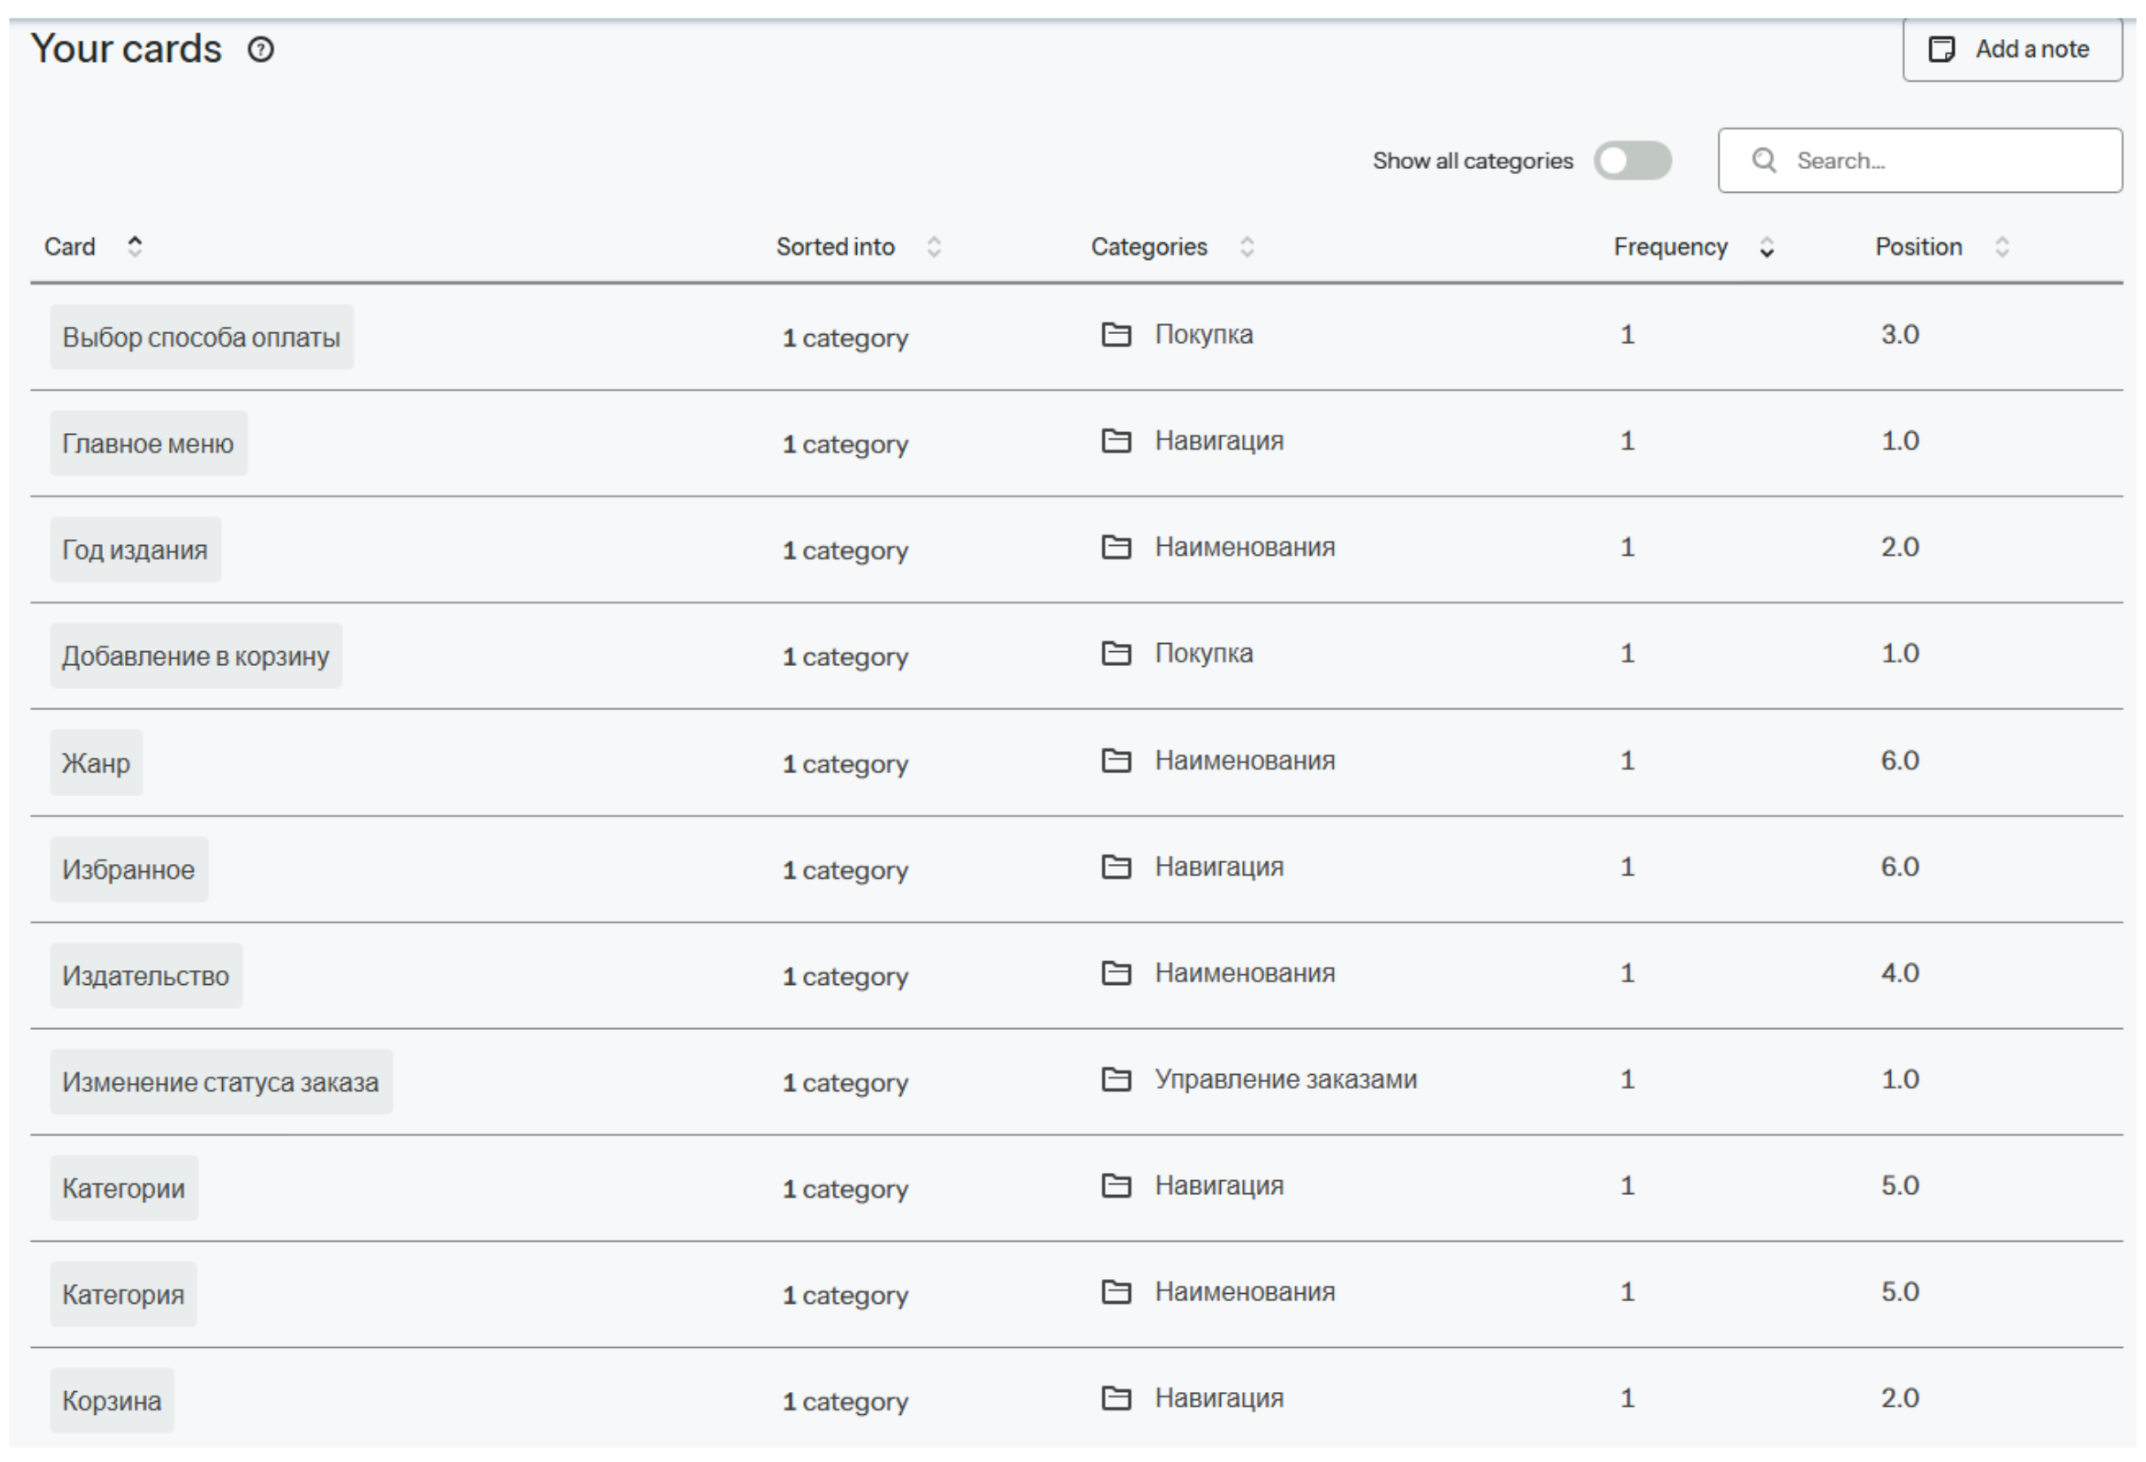 Your cards
Add a note
Show all categories
Search...
Card Sorted into Categories Frequency Position
Выбор способа оплаты 1 category Покупка 1 3.0
Главное меню 1 category Навигация 1 1.0
Год издания 1 category Наименования 1 2.0
Добавление в корзину 1 category Покупка 1 1.0
Жанр 1 category Наименования 1 6.0
Избранное 1 category Навигация 1 6.0
Издательство 1 category Наименования 1 4.0
Изменение статуса заказа 1 category Управление заказами 1 1.0
Категории 1 category Навигация 1 5.0
Категория 1 category Наименования 1 5.0
Корзина 1 category Навигация 1 2.0